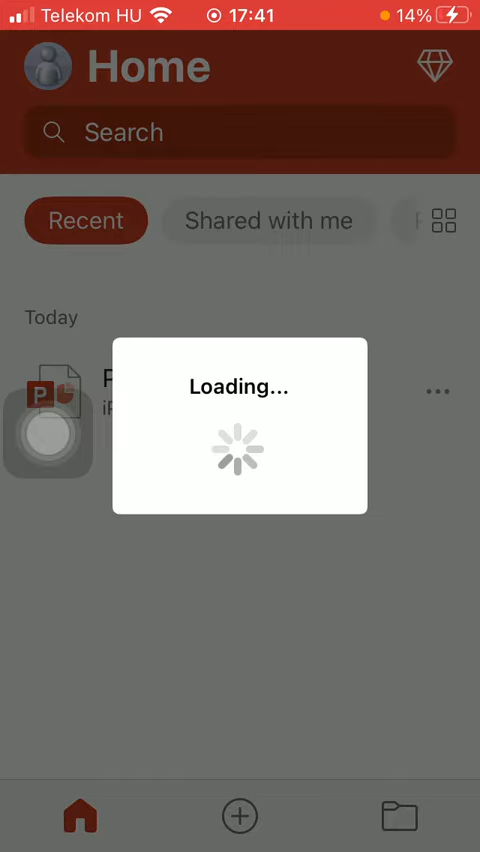 Telekom HU 17:41 14%
Home
Search
Recent Shared with me
Today
Loading...
P